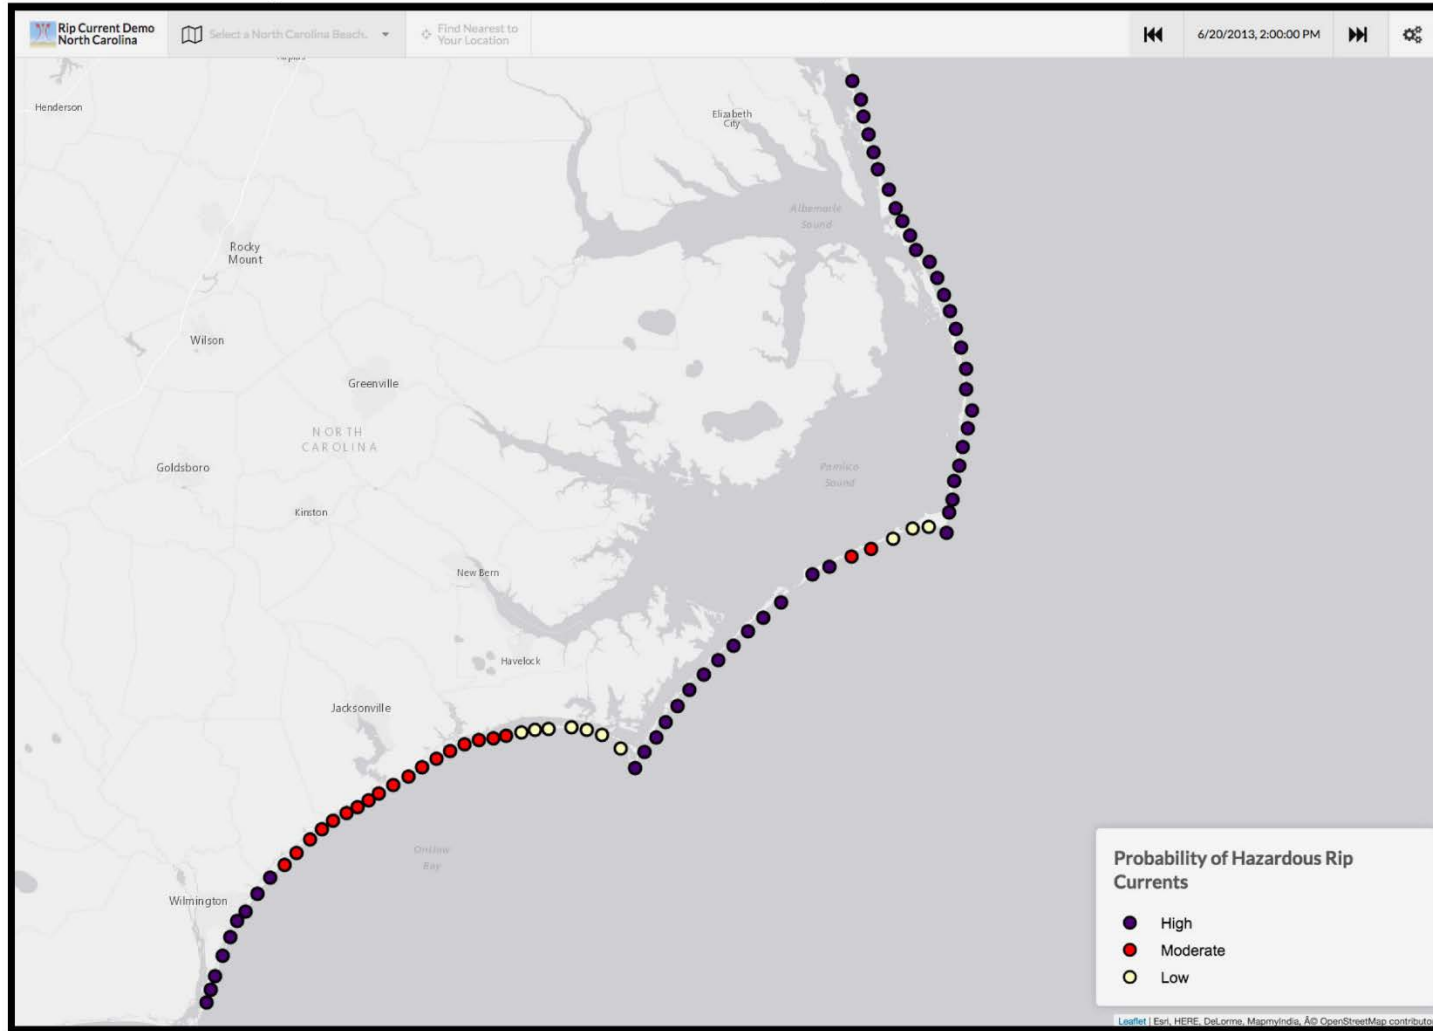 Rip Current Demo
North Carolina
Select a North Carolina Beach.
Find Nearest to
Your Location
6/20/2013, 2:00:00 PM
Henderson
Elizabeth
City
Albemarle
Sound
Rocky
Mount
Wilson
Greenville
NORTH
CAROLINA
Goldsboro
Pamlico
Sound
Kinston
New Bern
Havelock
Jacksonville
Onslow
Bay
Wilmington
Probability of Hazardous Rip
Currents
High
Moderate
Low
Leaflet | Esri, HERE, DeLorme, MapmyIndia, Â© OpenStreetMap contributor